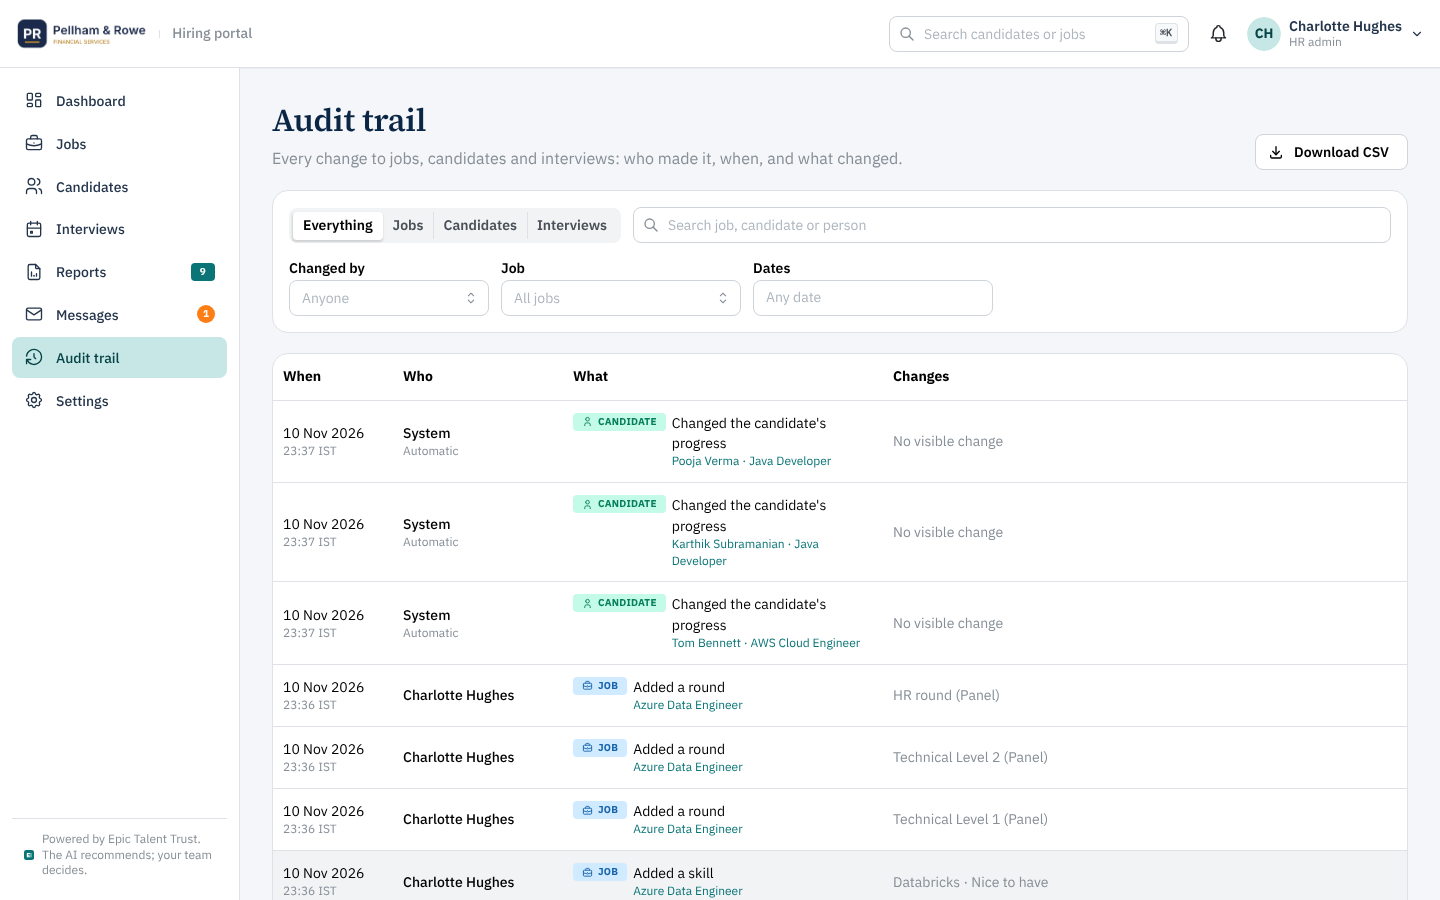 PR Pellham & Rowe
FINANCIAL SERVICES
Hiring portal
Search candidates or jobs
⌘K
CH
Charlotte Hughes
HR admin
Dashboard
Jobs
Candidates
Interviews
Reports 9
Messages 1
Audit trail
Settings
Powered by Epic Talent Trust.
The AI recommends; your team
decides.
Audit trail
Every change to jobs, candidates and interviews: who made it, when, and what changed.
Download CSV
Everything Jobs Candidates Interviews
Search job, candidate or person
Changed by Job Dates
Anyone All jobs Any date
When Who What Changes
10 Nov 2026
23:37 IST
System
Automatic
CANDIDATE
Changed the candidate's
progress
Pooja Verma · Java Developer
No visible change
10 Nov 2026
23:37 IST
System
Automatic
CANDIDATE
Changed the candidate's
progress
Karthik Subramanian · Java
Developer
No visible change
10 Nov 2026
23:37 IST
System
Automatic
CANDIDATE
Changed the candidate's
progress
Tom Bennett · AWS Cloud Engineer
No visible change
10 Nov 2026
23:36 IST
Charlotte Hughes
JOB
Added a round
Azure Data Engineer
HR round (Panel)
10 Nov 2026
23:36 IST
Charlotte Hughes
JOB
Added a round
Azure Data Engineer
Technical Level 2 (Panel)
10 Nov 2026
23:36 IST
Charlotte Hughes
JOB
Added a round
Azure Data Engineer
Technical Level 1 (Panel)
10 Nov 2026
23:36 IST
Charlotte Hughes
JOB
Added a skill
Azure Data Engineer
Databricks · Nice to have